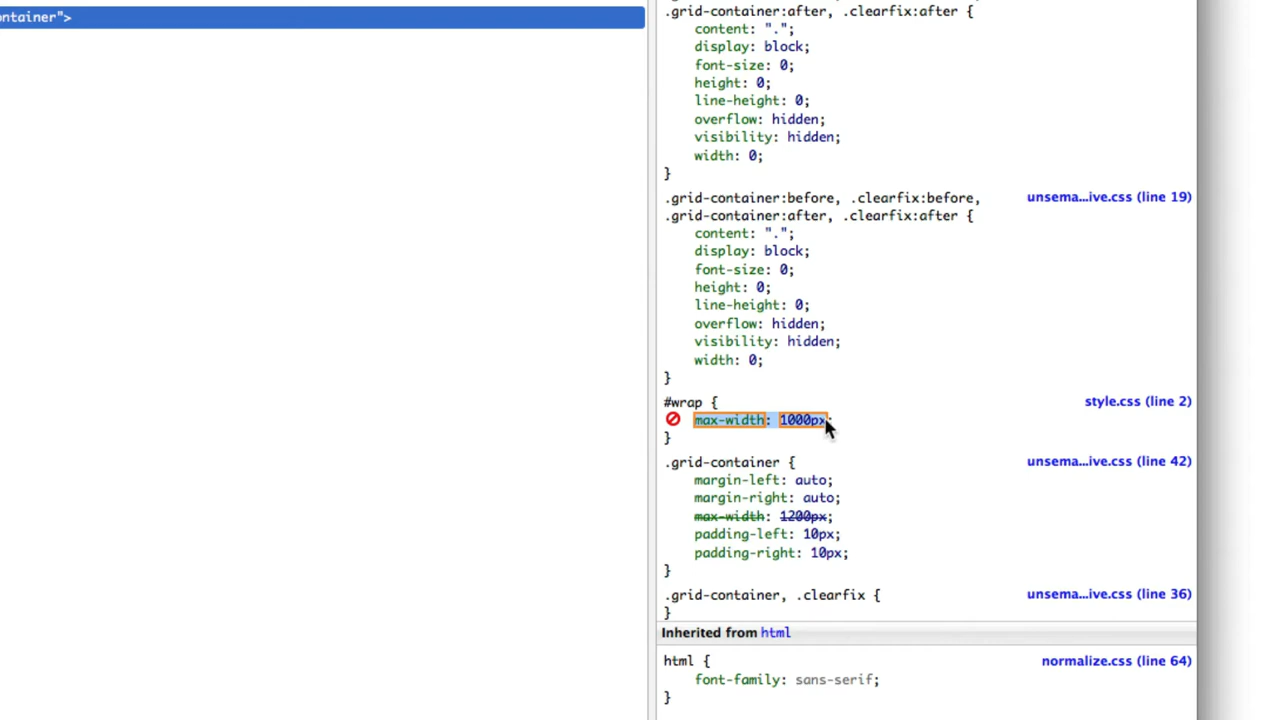 ontainer">
.grid-container:after, .clearfix:after {
content: ".";
display: block;
font-size: 0;
height: 0;
line-height: 0;
overflow: hidden;
visibility: hidden;
width: 0;
}
.grid-container:before, .clearfix:before, unsema...ive.css (line 19)
.grid-container:after, .clearfix:after {
content: ".";
display: block;
font-size: 0;
height: 0;
line-height: 0;
overflow: hidden;
visibility: hidden;
width: 0;
}
#wrap { style.css (line 2)
max-width: 1000px;
}
.grid-container { unsema...ive.css (line 42)
margin-left: auto;
margin-right: auto;
max-width: 1200px;
padding-left: 10px;
padding-right: 10px;
}
.grid-container, .clearfix { unsema...ive.css (line 36)
}
Inherited from html
html { normalize.css (line 64)
font-family: sans-serif;
}